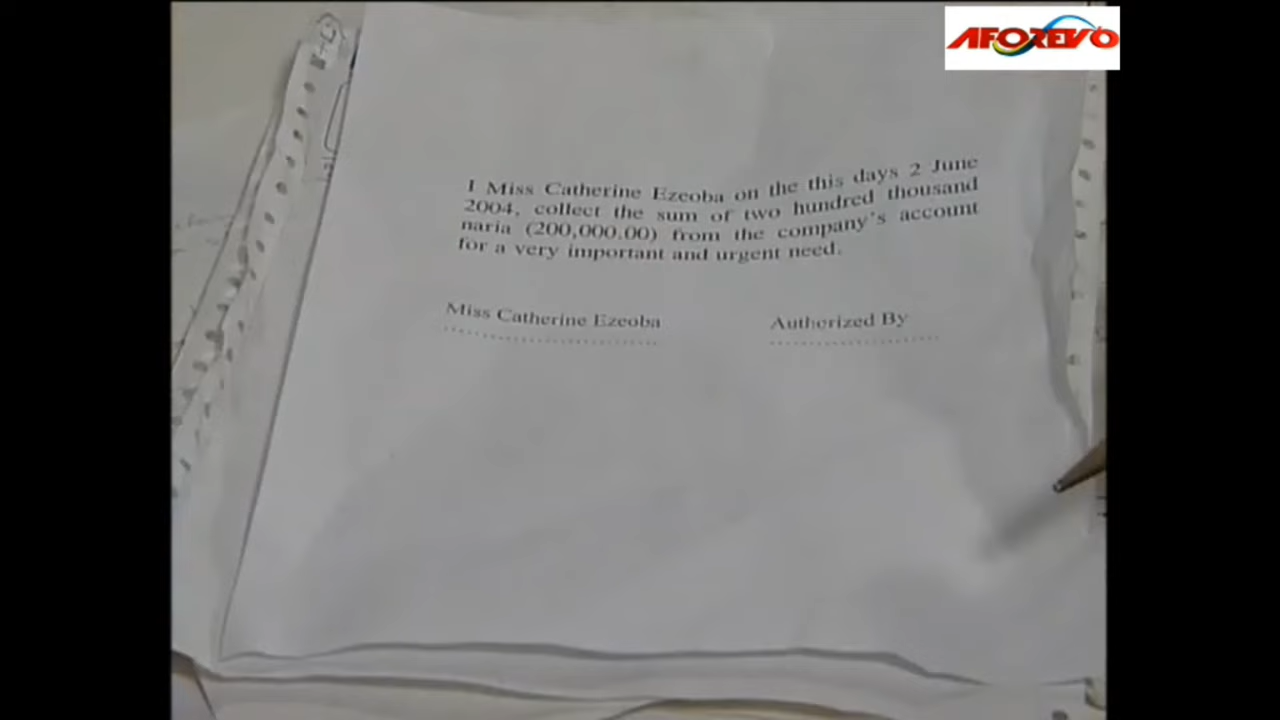 AFOREVO
I Miss Catherine Ezeoba on the this days 2 June
2004, collect the sum of two hundred thousand
naria (200,000.00) from the company's account
for a very important and urgent need.
Miss Catherine Ezeoba
Authorized By